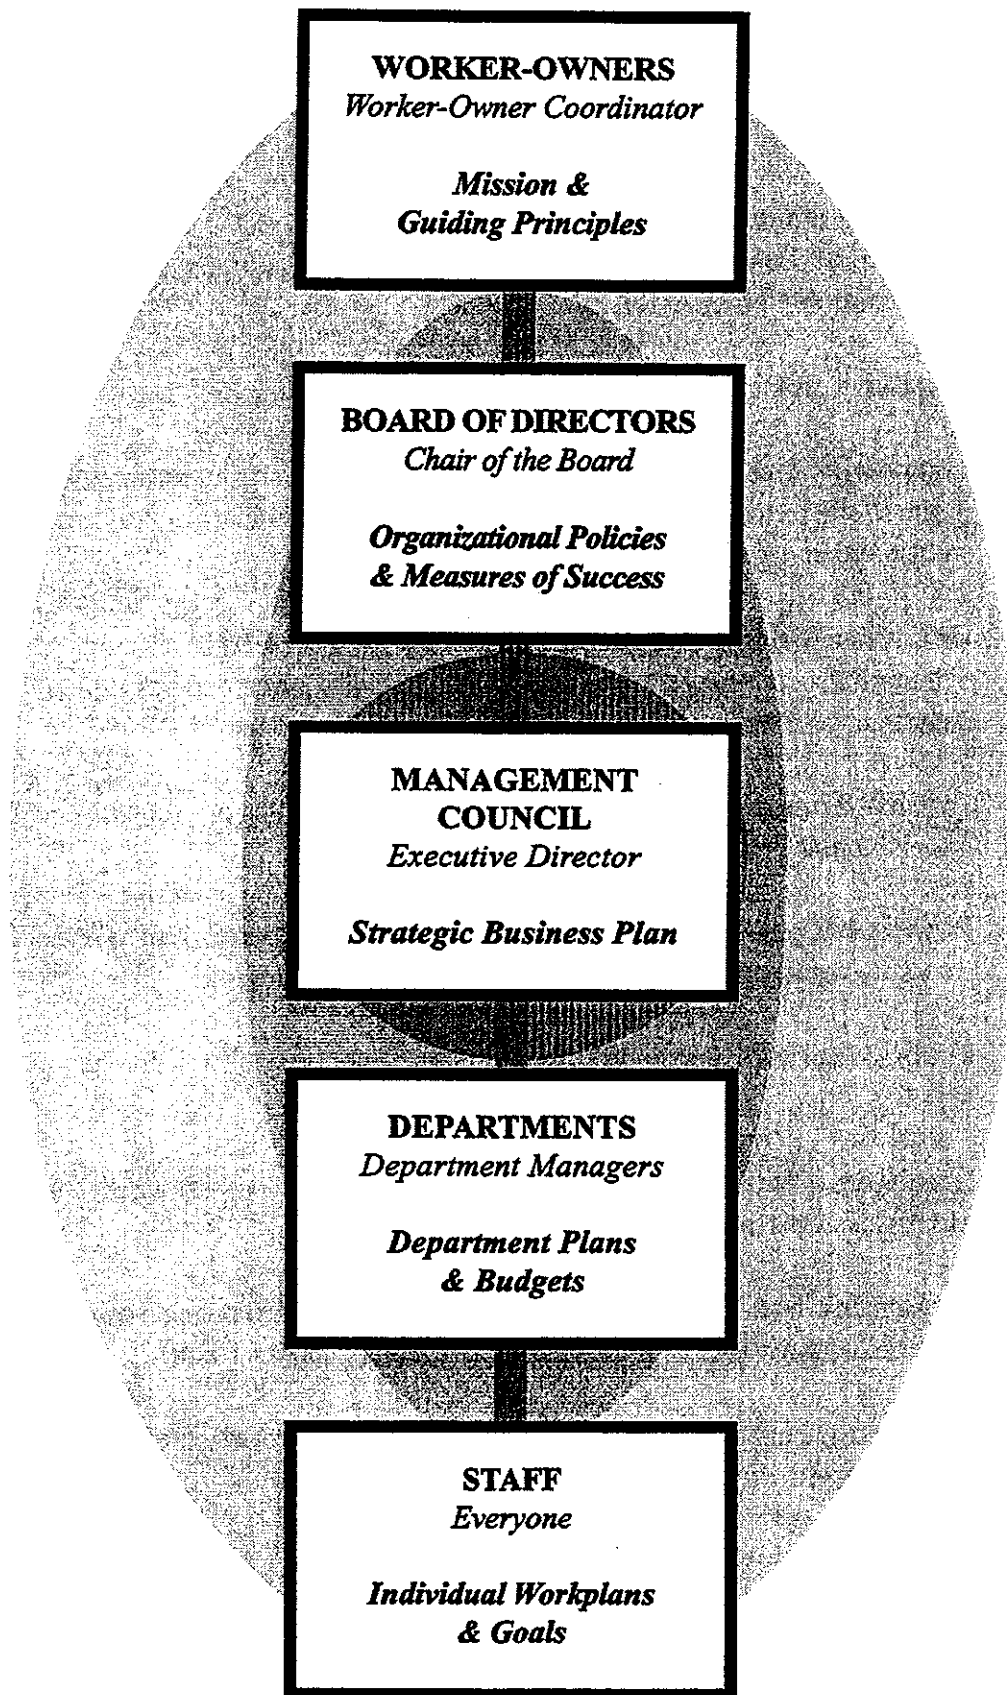 WORKER-OWNERS
Worker-Owner Coordinator
Mission &
Guiding Principles
BOARD OF DIRECTORS
Chair of the Board
Organizational Policies
& Measures of Success
MANAGEMENT
COUNCIL
Executive Director
Strategic Business Plan
DEPARTMENTS
Department Managers
Department Plans
& Budgets
STAFF
Everyone
Individual Workplans
& Goals